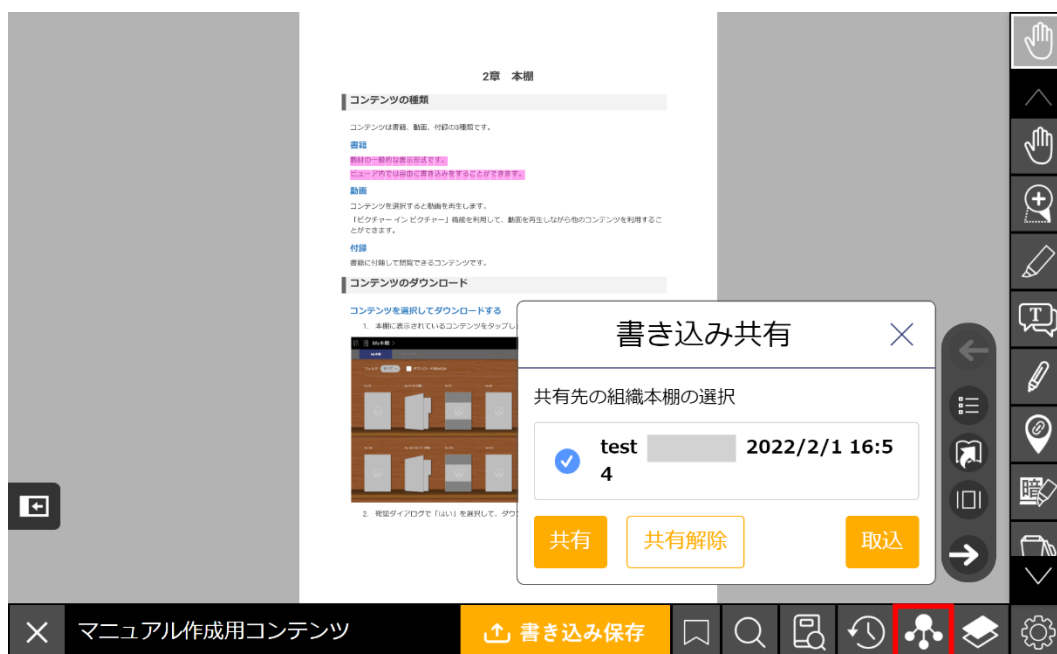 2章 本棚
コンテンツの種類
コンテンツは書籍、動画、付録の3種類です。
書籍
教材の一般的な表示形式です。
ビューア内では自由に書き込みをすることができます。
動画
コンテンツを選択すると動画を再生します。
「ピクチャー イン ピクチャー」機能を利用して、動画を再生しながら他のコンテンツを利用するこ
とができます。
付録
書籍に付随して閲覧できるコンテンツです。
コンテンツのダウンロード
コンテンツを選択してダウンロードする
1. 本棚に表示されているコンテンツをタップし
2. 確認ダイアログで「はい」を選択して、ダウ
書き込み共有
共有先の組織本棚の選択
test 2022/2/1 16:5
4
共有
共有解除
取込
T
暗
マニュアル作成用コンテンツ
書き込み保存